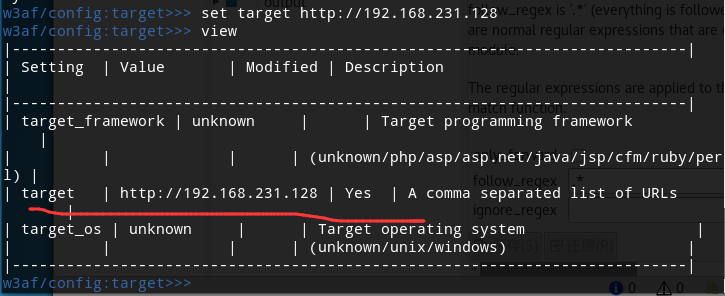 output
w3af/config:target>>> set target http://192.168.231.128
follow_regex is '.*' (everything is followe
w3af/config:target>>> view
are normal regular expressions that are
|---------------------------------------------------------------------------|
module.
| Setting | Value | Modified | Description
|
The regular expressions are applied to th
|---------------------------------------------------------------------------|
match function.
| target_framework | unknown | | Target programming framework
|
| | | | (unknown/php/asp/asp.net/java/jsp/cfm/ruby/per
l) |
follow_regex .*
| target | http://192.168.231.128 | Yes | A comma separated list of URLs
|
ignore_regex
| target_os | unknown | | Target operating system |
| | | | (unknown/unix/windows) |
|---------------------------------------------------------------------------|
w3af/config:target>>>
0 0